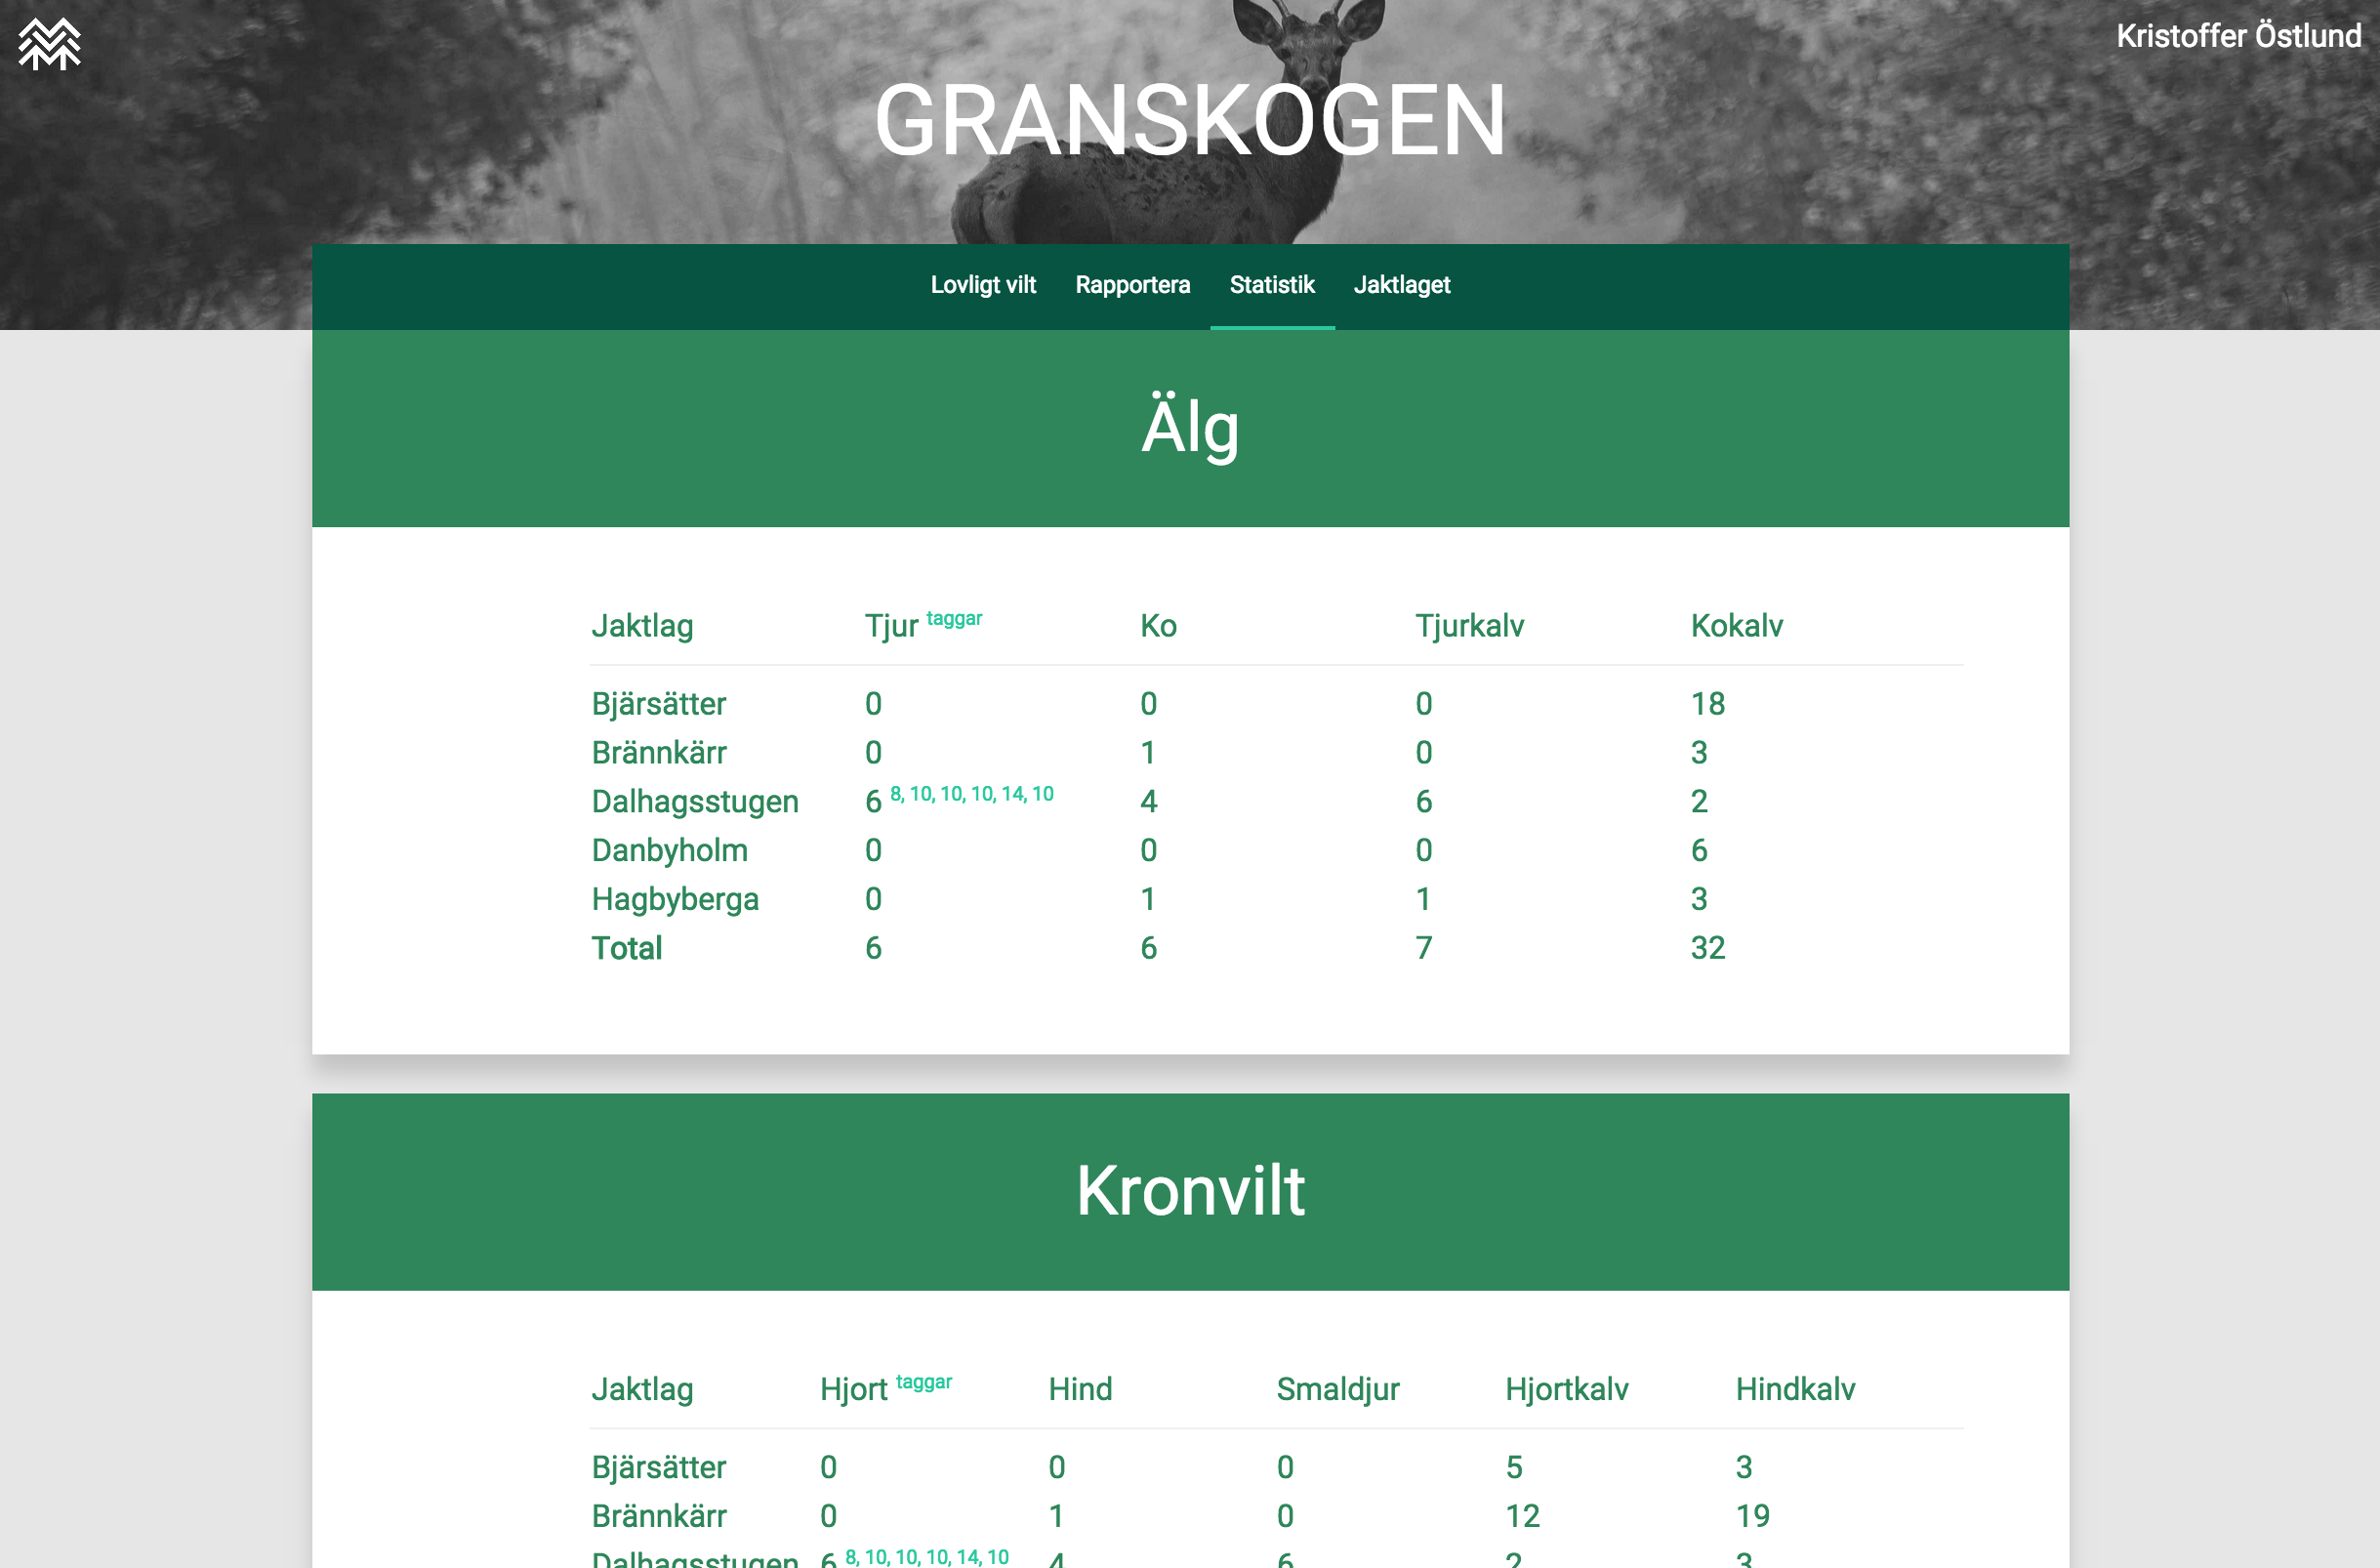 Kristoffer Östlund
GRANSKOGEN
Lovligt vilt Rapportera Statistik Jaktlaget
Älg
Jaktlag Tjur taggar Ko Tjurkalv Kokalv
Bjärsätter 0 0 0 18
Brännkärr 0 1 0 3
Dalhagsstugen 6 8, 10, 10, 10, 14, 10 4 6 2
Danbyholm 0 0 0 6
Hagbyberga 0 1 1 3
Total 6 6 7 32
Kronvilt
Jaktlag Hjort taggar Hind Smaldjur Hjortkalv Hindkalv
Bjärsätter 0 0 0 5 3
Brännkärr 0 1 0 12 19
Dalhagsstugen 6 8, 10, 10, 10, 14, 10 4 6 2 3